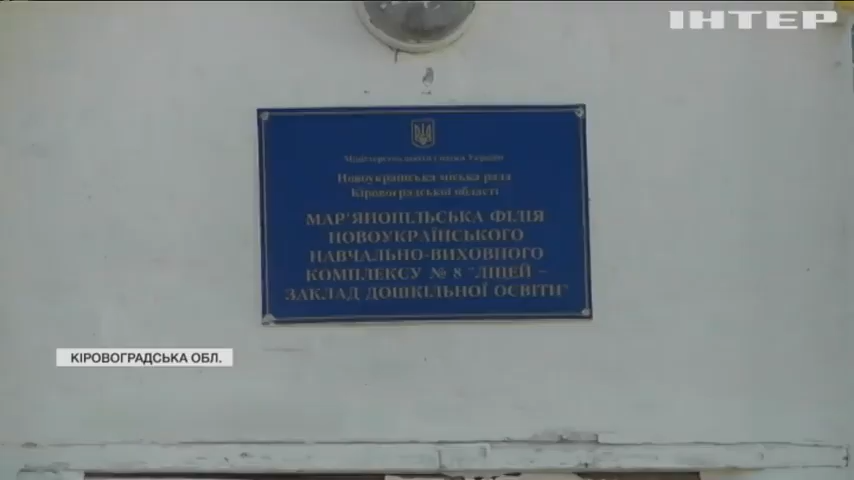 ІНТЕР
Міністерство освіти і науки України
Новоукраїнська міська рада
Кіровоградської області
МАР'ЯНОПІЛЬСЬКА ФІЛІЯ
НОВОУКРАЇНСЬКОГО
НАВЧАЛЬНО-ВИХОВНОГО
КОМПЛЕКСУ № 8 "ЛІЦЕЙ –
ЗАКЛАД ДОШКІЛЬНОЇ ОСВІТИ"
КІРОВОГРАДСЬКА ОБЛ.